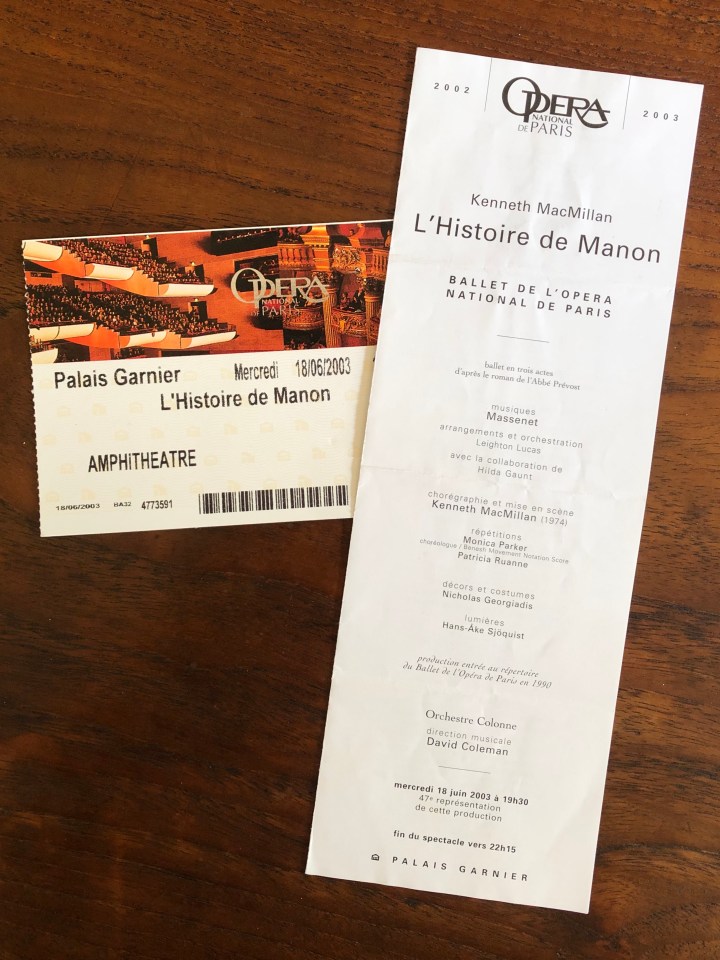 OPERA
NATIONAL
DE PARIS
Palais Garnier Mercredi 18/06/2003
L'Histoire de Manon
AMPHITHEATRE
18/06/2003 BA32 4773591
2002 2003
OPERA
NATIONAL
DE PARIS
Kenneth MacMillan
L'Histoire de Manon
BALLET DE L'OPERA
NATIONAL DE PARIS
ballet en trois actes
d'après le roman de l'Abbé Prévost
musiques
Massenet
arrangements et orchestration
Leighton Lucas
avec la collaboration de
Hilda Gaunt
chorégraphie et mise en scène
Kenneth MacMillan (1974)
répétitions
Monica Parker
choréologue / Benesh Movement Notation Score
Patricia Ruanne
décors et costumes
Nicholas Georgiadis
lumières
Hans-Åke Sjöquist
production entrée au répertoire
du Ballet de l'Opéra de Paris en 1990
Orchestre Colonne
direction musicale
David Coleman
mercredi 18 juin 2003 à 19h30
47e représentation
de cette production
fin du spectacle vers 22h15
PALAIS GARNIER